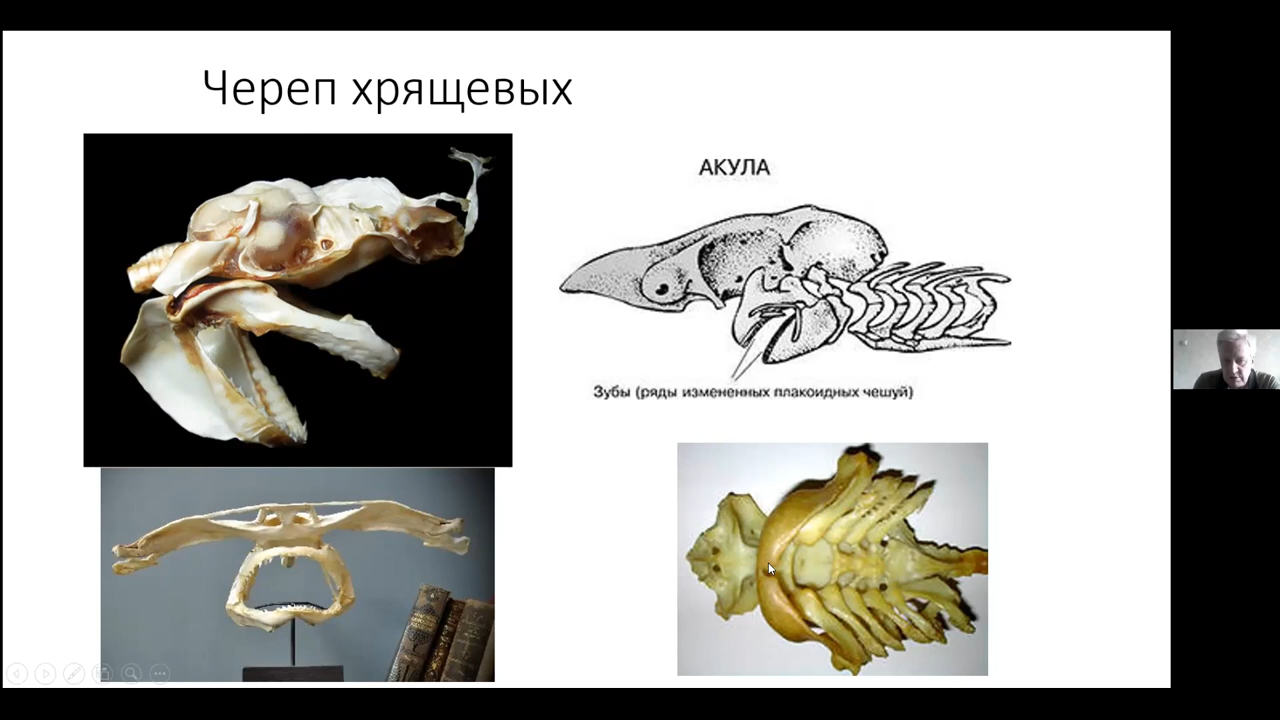 Череп хрящевых
АКУЛА
Зубы (ряды измененных плакоидных чешуй)